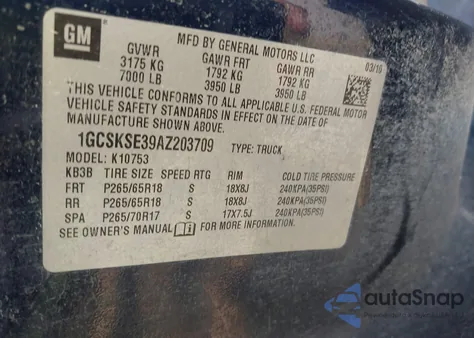 GM
MFD BY GENERAL MOTORS LLC
03/10
GVWR GAWR FRT GAWR RR
3175 KG 1792 KG 1792 KG
7000 LB 3950 LB 3950 LB
THIS VEHICLE CONFORMS TO ALL APPLICABLE U.S. FEDERAL MOTOR
VEHICLE SAFETY STANDARDS IN EFFECT ON THE DATE OF
MANUFACTURE SHOWN ABOVE.
1GCSKSE39AZ203709 TYPE: TRUCK
MODEL: K10753
KB3B TIRE SIZE SPEED RTG RIM COLD TIRE PRESSURE
FRT P265/65R18 S 18X8J 240KPA(35PSI)
RR P265/65R18 S 18X8J 240KPA(35PSI)
SPA P265/70R17 S 17X7.5J 240KPA(35PSI)
SEE OWNER'S MANUAL FOR MORE INFORMATION.
autoSnap